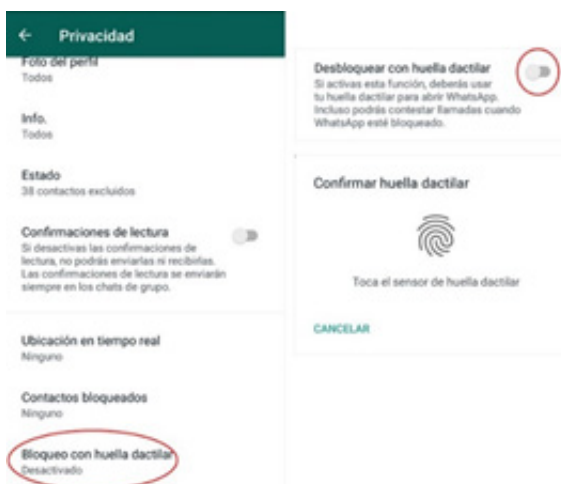 Privacidad
Foto del perfil
Todos
Info.
Todos
Estado
38 contactos excluidos
Confirmaciones de lectura
Si desactivas las confirmaciones de
lectura, no podrás enviarlas ni recibirlas.
Las confirmaciones de lectura se enviarán
siempre en los chats de grupo.
Ubicación en tiempo real
Ninguno
Contactos bloqueados
Ninguno
Bloqueo con huella dactilar
Desactivado
Desbloquear con huella dactilar
Si activas esta función, deberás usar
tu huella dactilar para abrir WhatsApp.
Incluso podrás contestar llamadas cuando
WhatsApp esté bloqueado.
Confirmar huella dactilar
Toca el sensor de huella dactilar
CANCELAR